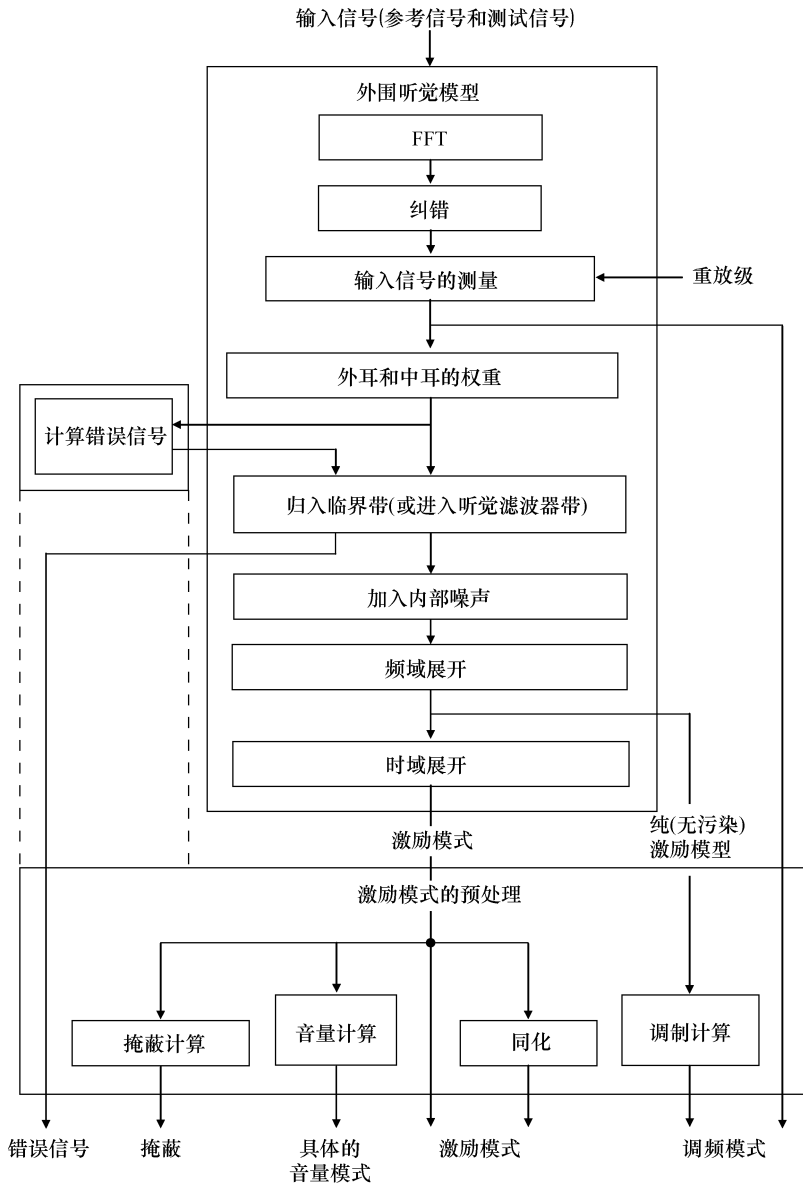 输入信号(参考信号和测试信号)
外围听觉模型
FFT
纠错
输入信号的测量
重放级
外耳和中耳的权重
计算错误信号
归入临界带(或进入听觉滤波器带)
加入内部噪声
频域展开
时域展开
纯(无污染)
激励模型
激励模式
激励模式的预处理
掩蔽计算
音量计算
同化
调制计算
错误信号
掩蔽
具体的
音量模式
激励模式
调频模式